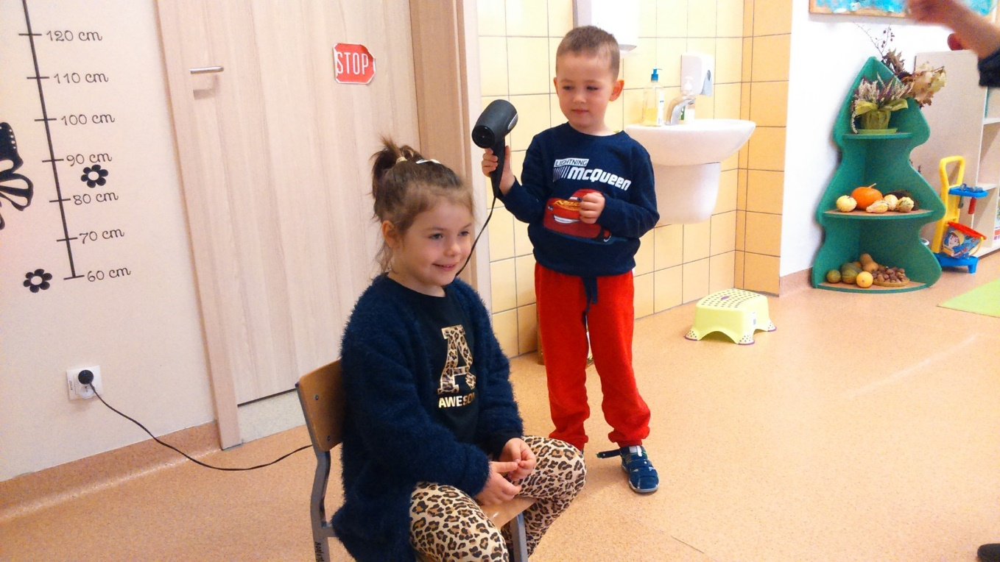 120 cm
110 cm
100 cm
90 cm
80 cm
70 cm
60 cm
STOP
LIGHTNING
McQUEEN
A
AWESO